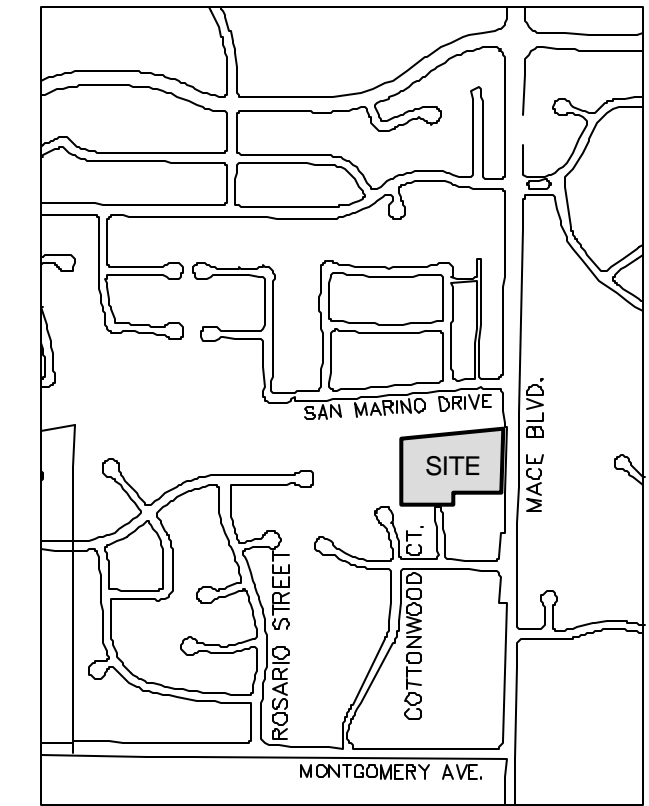 SAN MARINO DRIVE
MACE BLVD.
SITE
COTTONWOOD CT.
ROSARIO STREET
MONTGOMERY AVE.